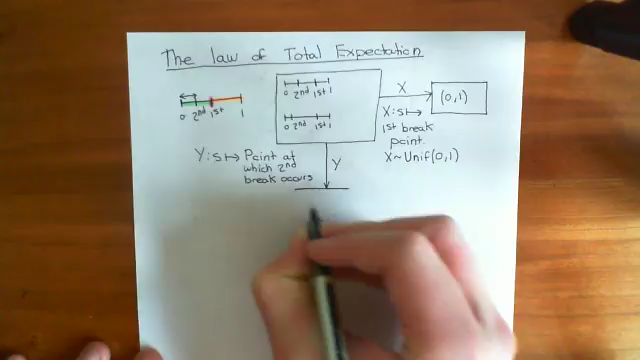 The Law of Total Expectation
0 2nd 1st 1
0 2nd 1st 1
0 2nd 1st 1
X
(0,1)
X: s ↦
1st break
point.
X ~ Unif(0,1)
Y: s ↦ Point at
which 2nd
break occurs
Y